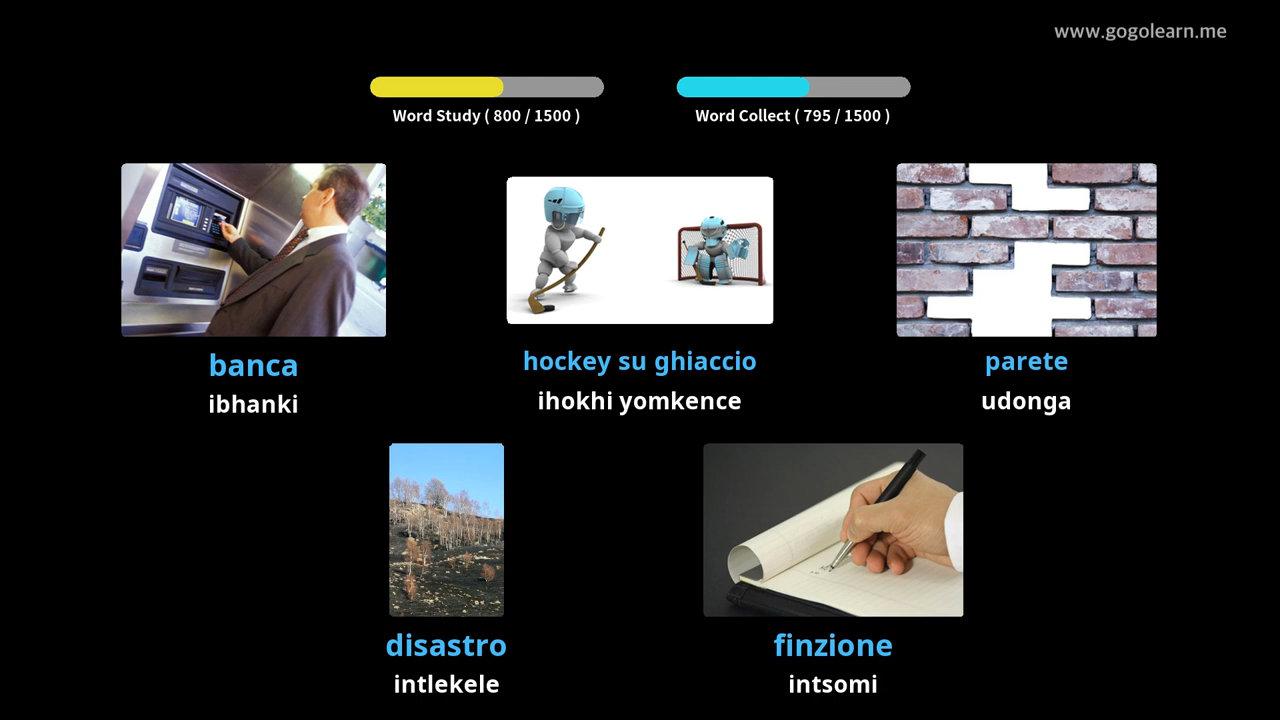 www.gogolearn.me
Word Study ( 800 / 1500 )
Word Collect ( 795 / 1500 )
banca
ibhanki
hockey su ghiaccio
ihokhi yomkence
parete
udonga
disastro
intlekele
finzione
intsomi